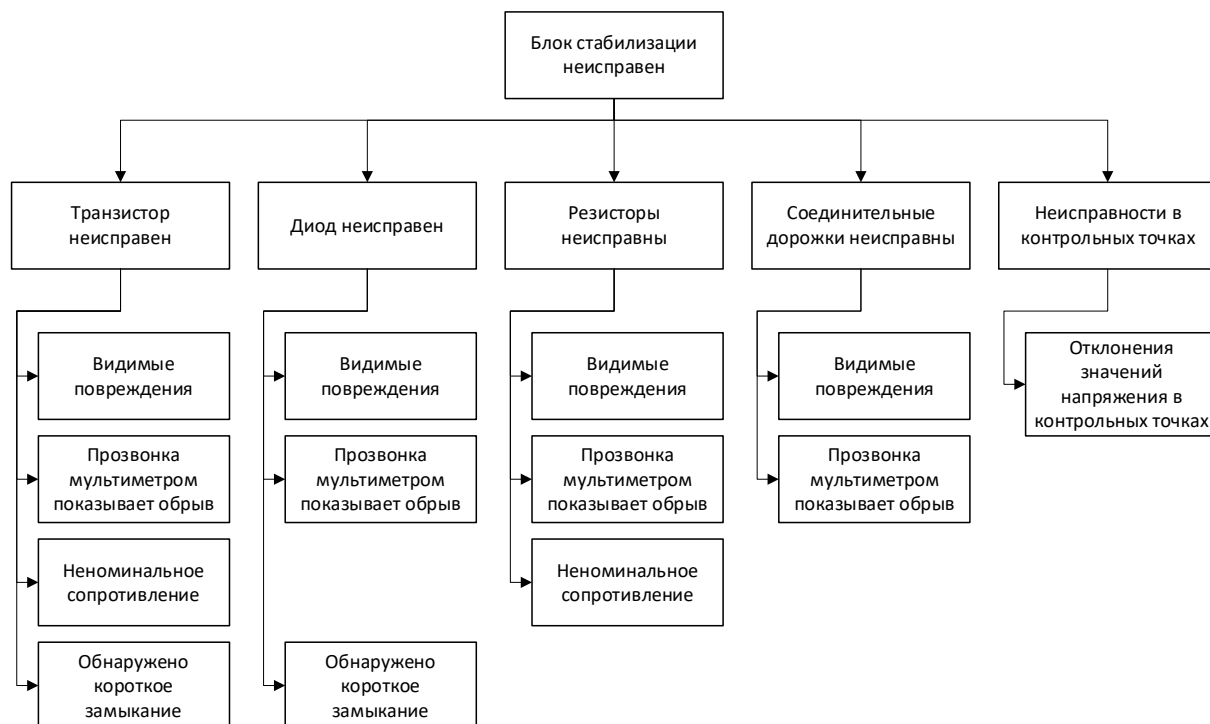 Блок стабилизации
неисправен
Транзистор
неисправен
Диод неисправен
Резисторы
неисправны
Соединительные
дорожки неисправны
Неисправности в
контрольных точках
Видимые
повреждения
Прозвонка
мультиметром
показывает обрыв
Неноминальное
сопротивление
Обнаружено
короткое
замыкание
Видимые
повреждения
Прозвонка
мультиметром
показывает обрыв
Обнаружено
короткое
замыкание
Видимые
повреждения
Прозвонка
мультиметром
показывает обрыв
Неноминальное
сопротивление
Видимые
повреждения
Прозвонка
мультиметром
показывает обрыв
Отклонения
значений
напряжения в
контрольных точках